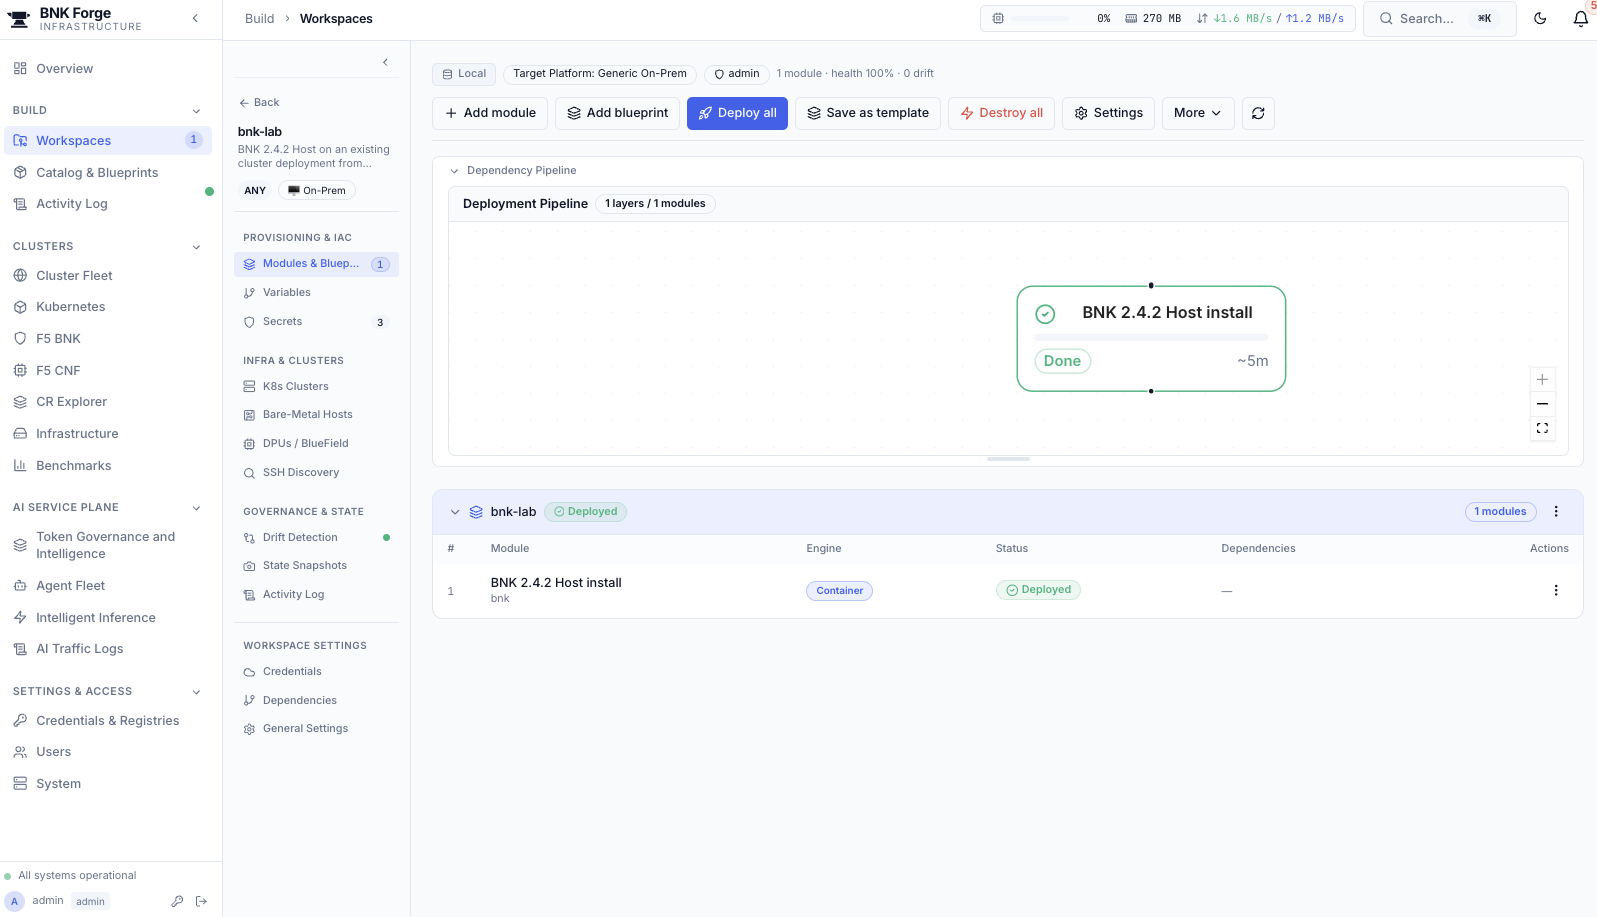 BNK Forge
INFRASTRUCTURE
Build > Workspaces
0% 270 MB ↓1.6 MB/s / ↑1.2 MB/s
Search... ⌘K
5
Overview
BUILD
Workspaces 1
Catalog & Blueprints
Activity Log
CLUSTERS
Cluster Fleet
Kubernetes
F5 BNK
F5 CNF
CR Explorer
Infrastructure
Benchmarks
AI SERVICE PLANE
Token Governance and
Intelligence
Agent Fleet
Intelligent Inference
AI Traffic Logs
SETTINGS & ACCESS
Credentials & Registries
Users
System
All systems operational
A admin admin
Back
bnk-lab
BNK 2.4.2 Host on an existing
cluster deployment from...
ANY On-Prem
PROVISIONING & IAC
Modules & Bluep... 1
Variables
Secrets 3
INFRA & CLUSTERS
K8s Clusters
Bare-Metal Hosts
DPUs / BlueField
SSH Discovery
GOVERNANCE & STATE
Drift Detection
State Snapshots
Activity Log
WORKSPACE SETTINGS
Credentials
Dependencies
General Settings
Local Target Platform: Generic On-Prem admin 1 module · health 100% · 0 drift
Add module Add blueprint Deploy all Save as template Destroy all Settings More
Dependency Pipeline
Deployment Pipeline 1 layers / 1 modules
BNK 2.4.2 Host install
Done ~5m
bnk-lab Deployed 1 modules
# Module Engine Status Dependencies Actions
1 BNK 2.4.2 Host install Container Deployed —
bnk